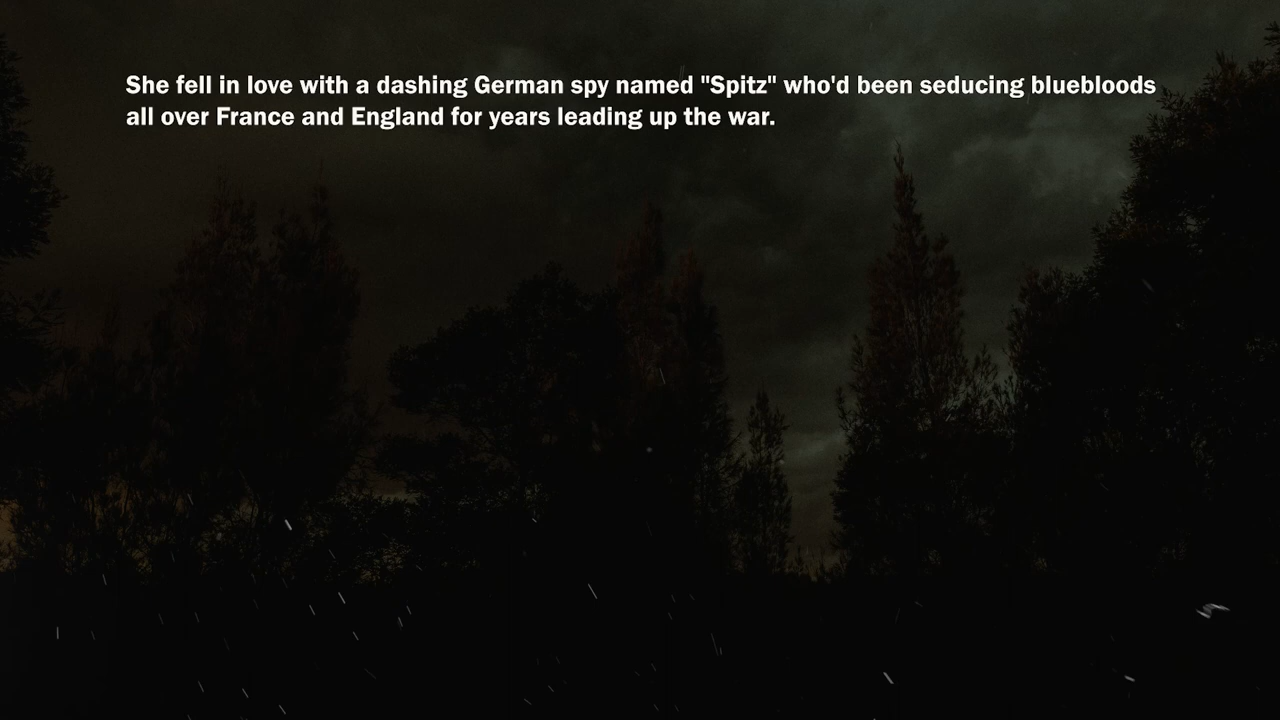 She fell in love with a dashing German spy named "Spitz" who'd been seducing bluebloods
all over France and England for years leading up the war.